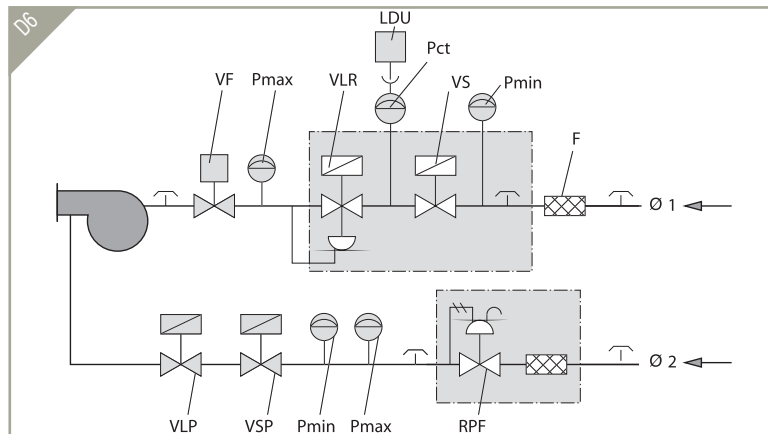 D6
LDU
Pct
VF
Pmax
VLR
VS
Pmin
F
Ø 1
Ø 2
VLP
VSP
Pmin
Pmax
RPF